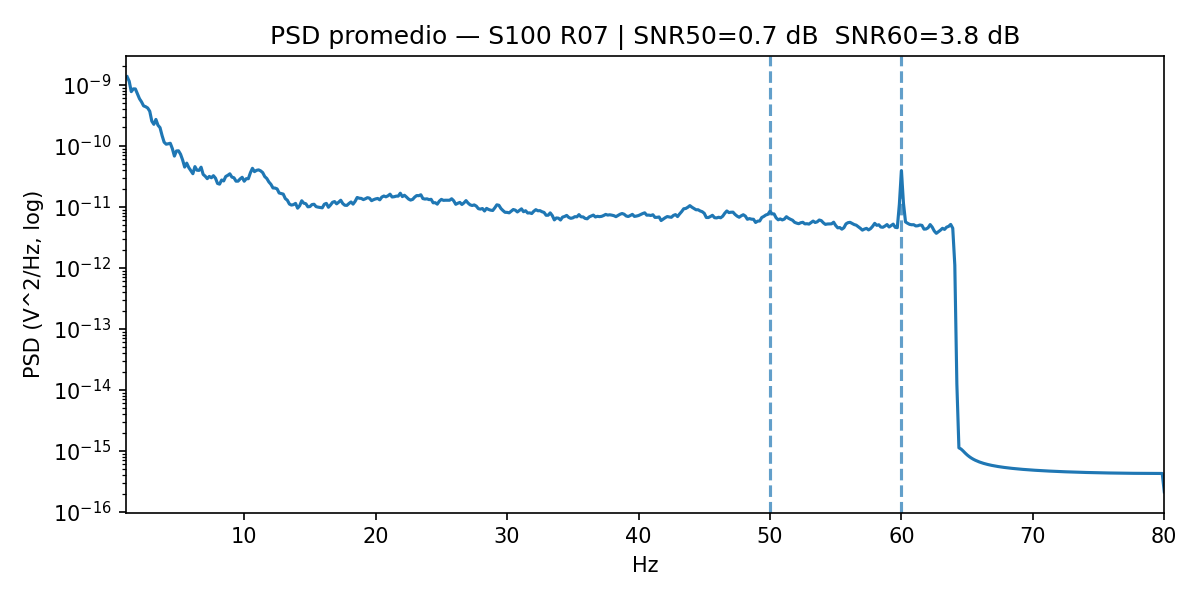 PSD promedio — S100 R07 | SNR50=0.7 dB  SNR60=3.8 dB
PSD (V^2/Hz, log)
10⁻⁹
10⁻¹⁰
10⁻¹¹
10⁻¹²
10⁻¹³
10⁻¹⁴
10⁻¹⁵
10⁻¹⁶
10 20 30 40 50 60 70 80
Hz